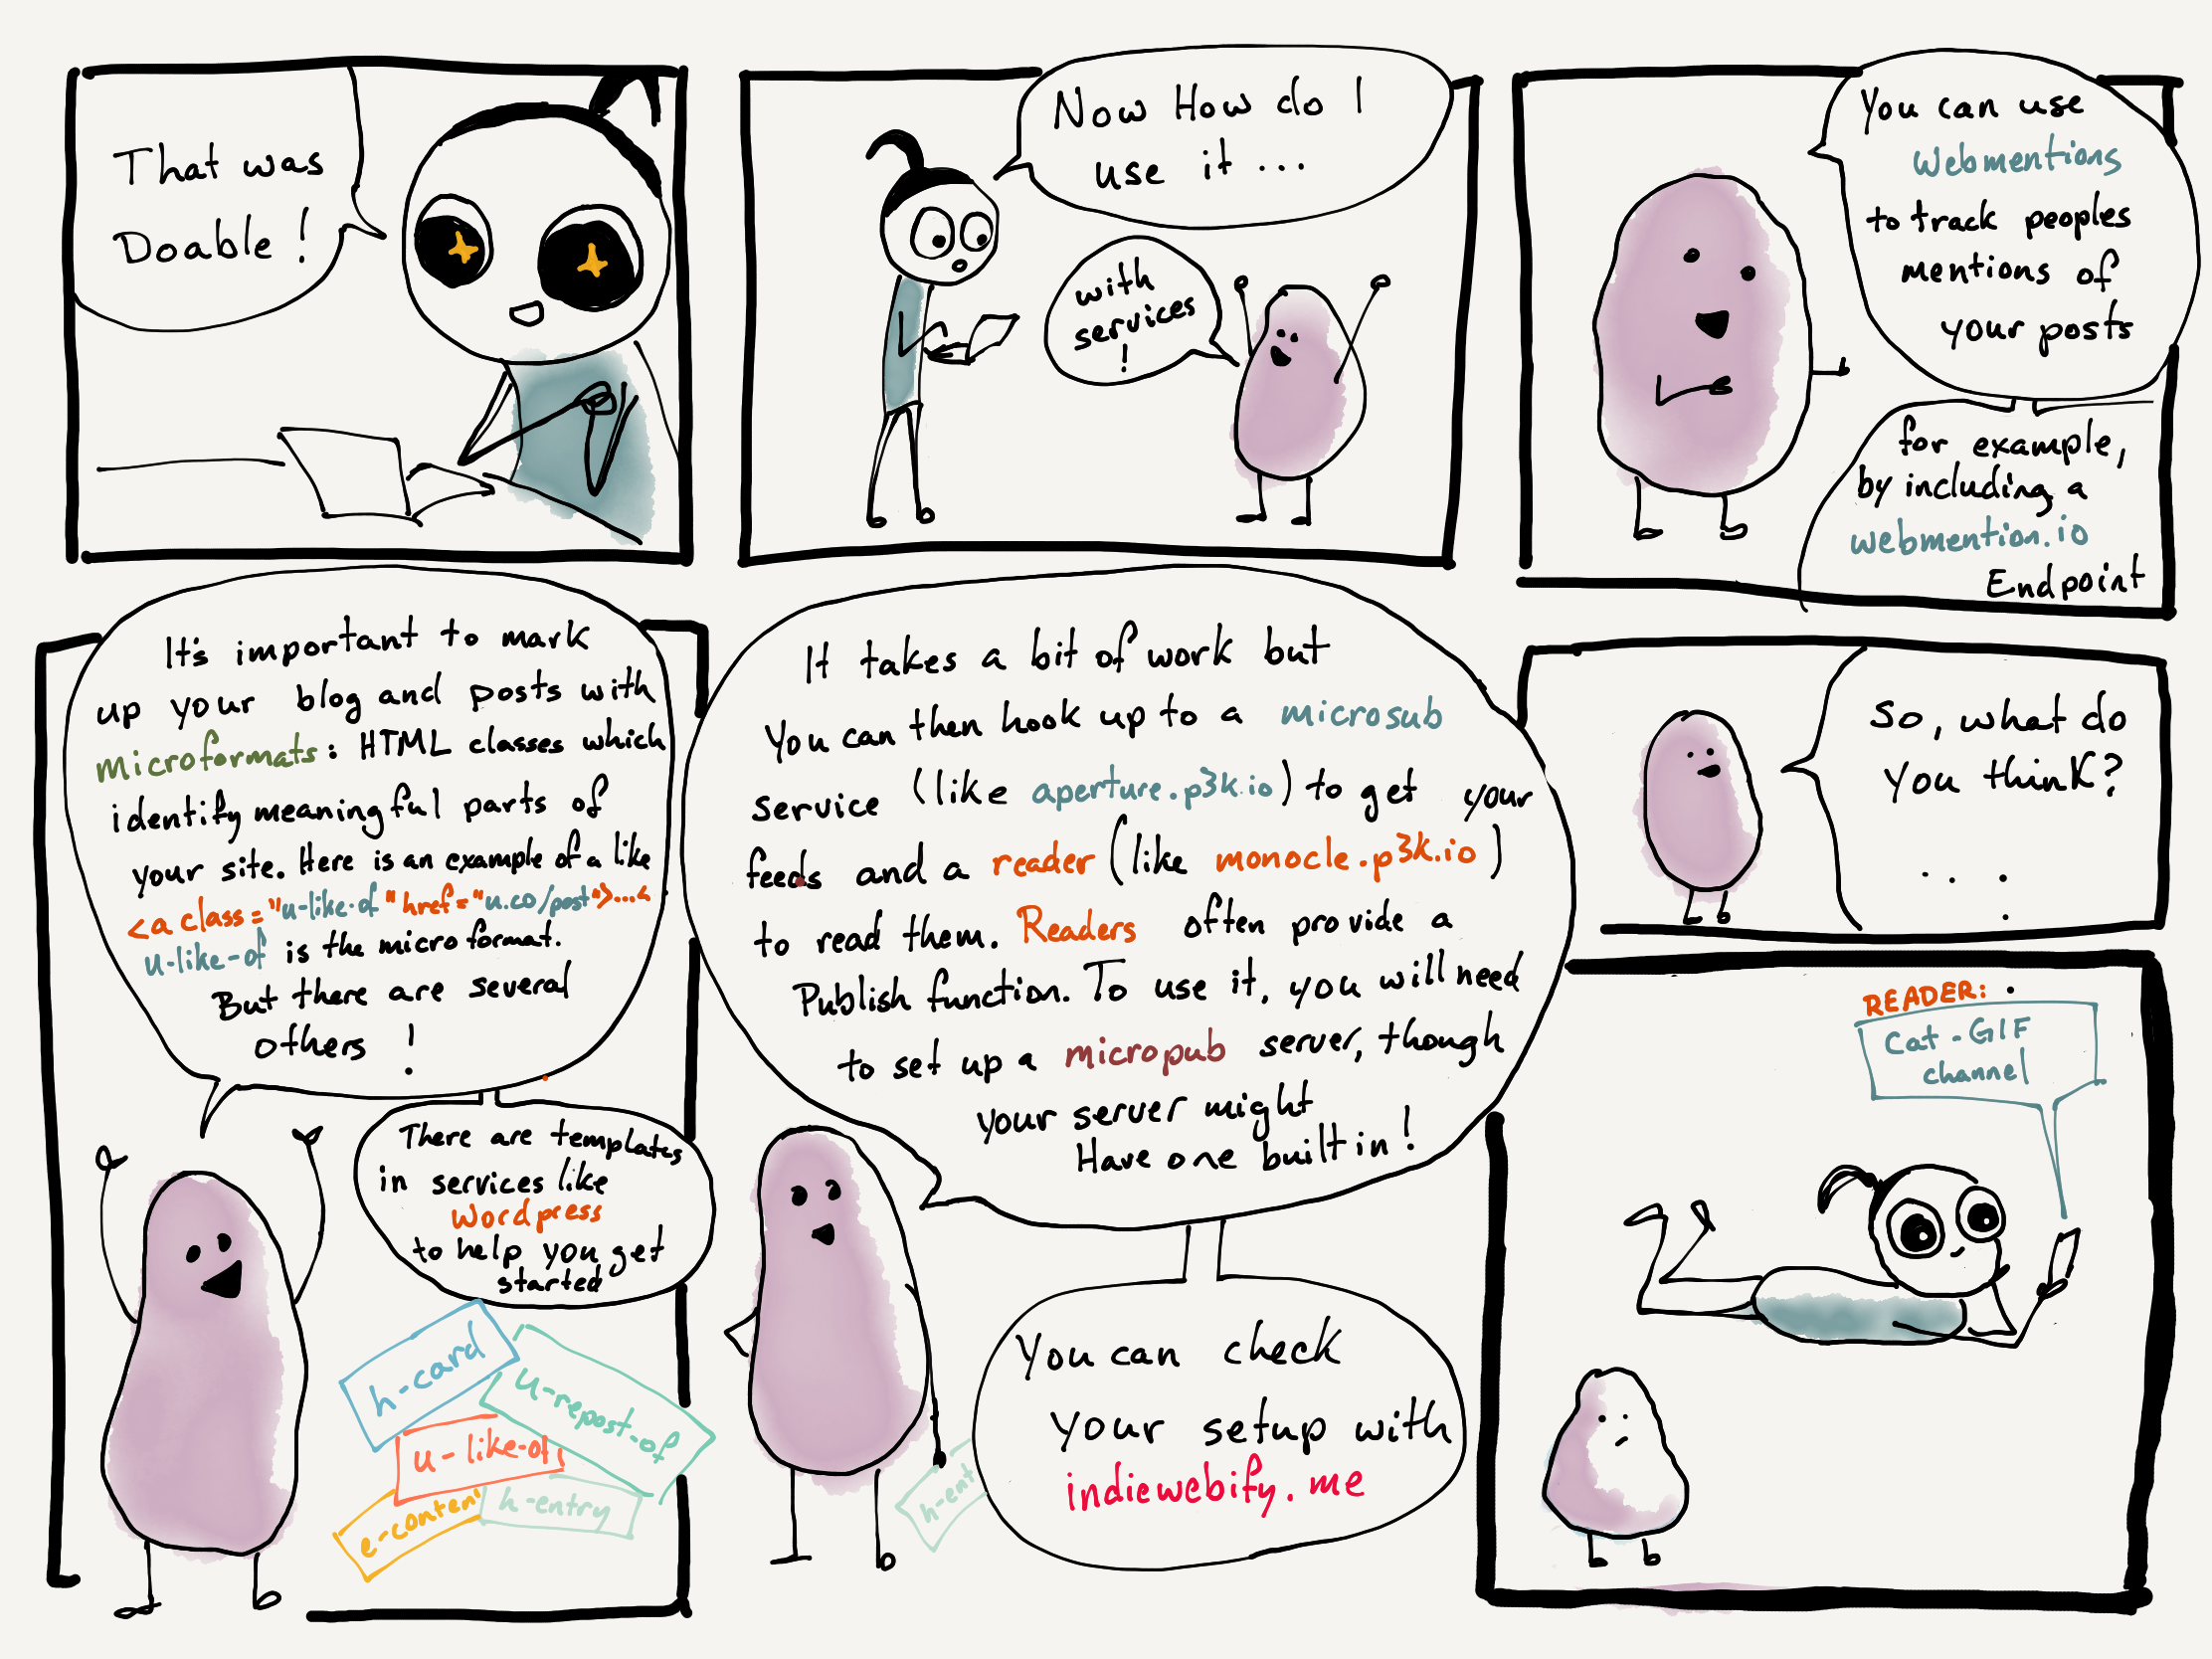 That was
Doable!
Now How do I
use it...
with
services
!
You can use
Webmentions
to track peoples
mentions of
your posts
for example,
by including a
webmention.io
Endpoint
It's important to mark
up your blog and posts with
microformats: HTML classes which
identify meaningful parts of
your site. Here is an example of a like
<a class="u-like-of" href="u.co/post">...<
u-like-of is the microformat.
But there are several
others !
There are templates
in services like
Wordpress
to help you get
started
h-card
u-repost-of
u-like-of
e-conten
h-entry
It takes a bit of work but
You can then hook up to a microsub
service (like aperture.p3k.io) to get your
feeds and a reader (like monocle.p3k.io)
to read them. Readers often provide a
Publish function. To use it, you will need
to set up a micropub server, though
your server might
Have one built in!
h-ent
You can check
your setup with
indiewebify.me
So, what do
you think?
. . .
READER:
Cat-GIF
channel